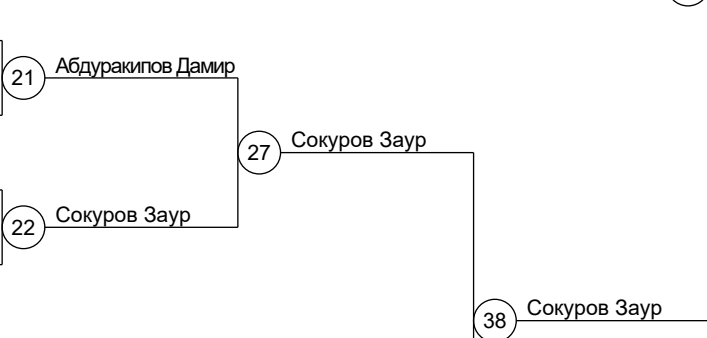 21 Абдуракипов Дамир
27 Сокуров Заур
22 Сокуров Заур
38 Сокуров Заур